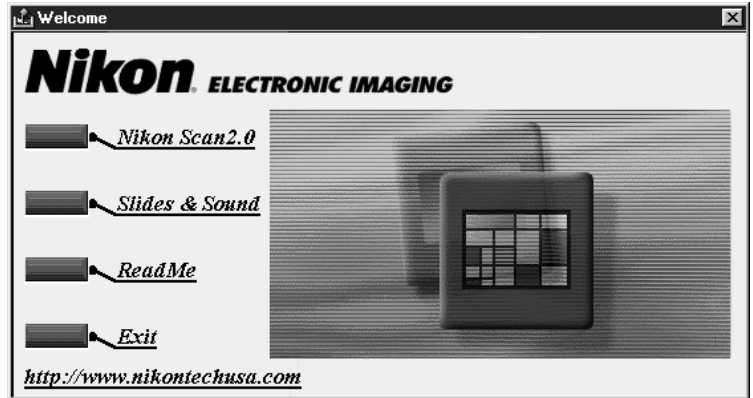 Welcome
Nikon® ELECTRONIC IMAGING
Nikon Scan2.0
Slides & Sound
ReadMe
Exit
http://www.nikontechusa.com